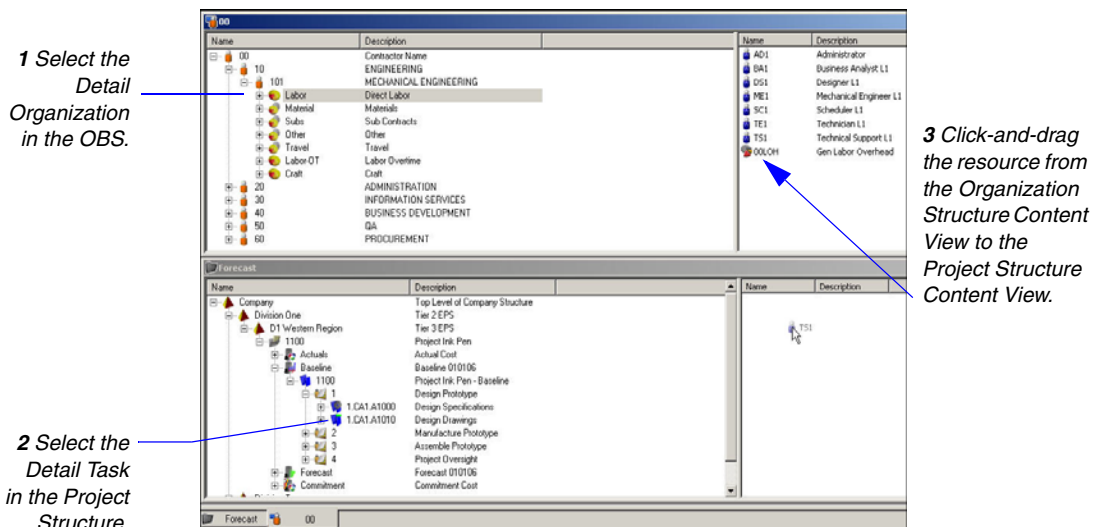 1 Select the
Detail
Organization
in the OBS.
00
Name Description
00 Contractor Name
10 ENGINEERING
101 MECHANICAL ENGINEERING
Labor Direct Labor
Material Materials
Subs Sub Contracts
Other Other
Travel Travel
Labor-OT Labor Overtime
Craft Craft
20 ADMINISTRATION
30 INFORMATION SERVICES
40 BUSINESS DEVELOPMENT
50 QA
60 PROCUREMENT
Name Description
AD1 Administrator
BA1 Business Analyst L1
DS1 Designer L1
ME1 Mechanical Engineer L1
SC1 Scheduler L1
TE1 Technician L1
TS1 Technical Support L1
00LOH Gen Labor Overhead
3 Click-and-drag
the resource from
the Organization
Structure Content
View to the
Project Structure
Content View.
Forecast
Name Description
Company Top Level of Company Structure
Division One Tier 2 EPS
D1 Western Region Tier 3 EPS
1100 Project Ink Pen
Actuals Actual Cost
Baseline Baseline 010106
1100 Project Ink Pen - Baseline
1 Design Prototype
1.CA1.A1000 Design Specifications
1.CA1.A1010 Design Drawings
2 Manufacture Prototype
3 Assemble Prototype
4 Project Oversight
Forecast Forecast 010106
Commitment Commitment Cost
Name Description
TS1
2 Select the
Detail Task
in the Project
Structure.
Forecast 00